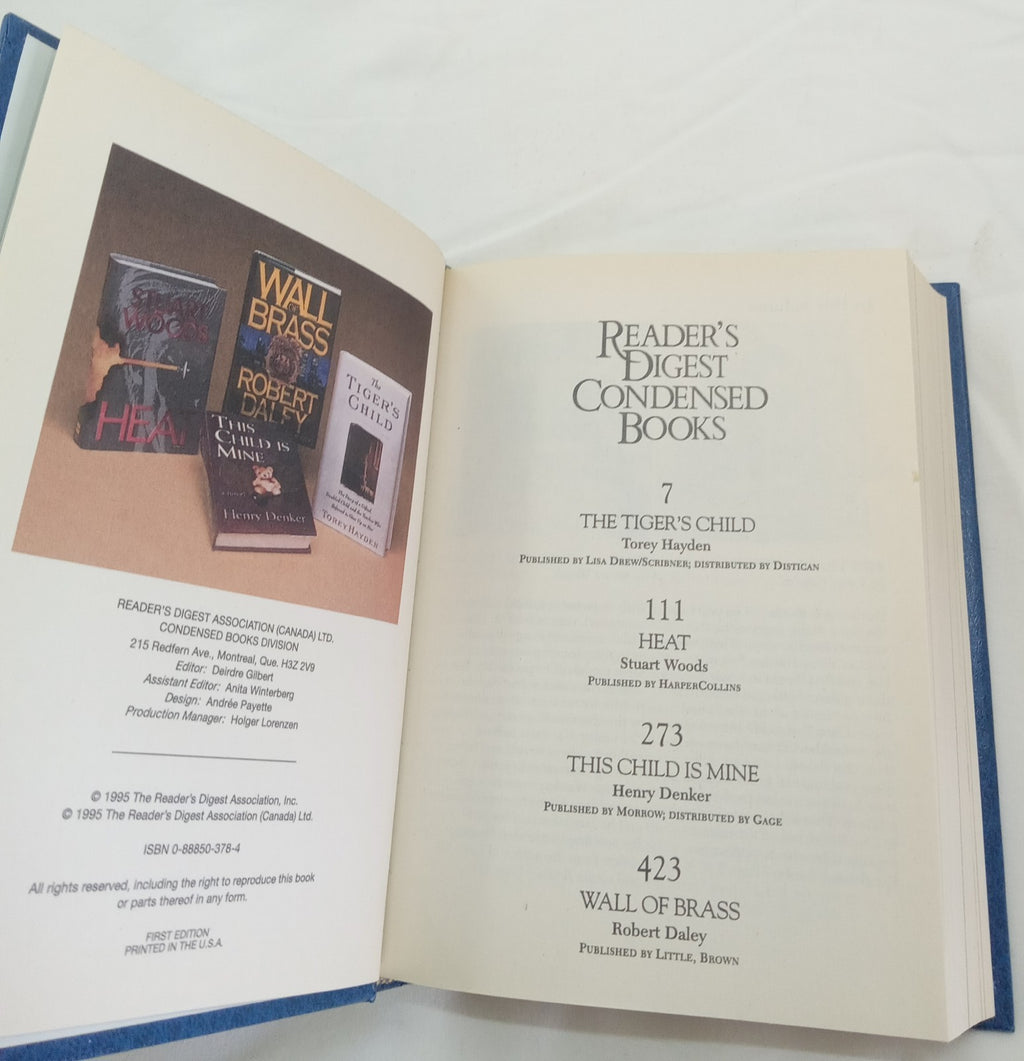 STUART
WOODS
HEAT
WALL
OF
BRASS
ROBERT
DALEY
THIS
CHILD IS
MINE
a novel
Henry Denker
The
TIGER'S
CHILD
TOREY HAYDEN
READER'S DIGEST ASSOCIATION (CANADA) LTD.
CONDENSED BOOKS DIVISION
215 Redfern Ave., Montreal, Que. H3Z 2V9
Editor: Deirdre Gilbert
Assistant Editor: Anita Winterberg
Design: Andrée Payette
Production Manager: Holger Lorenzen
© 1995 The Reader's Digest Association, Inc.
© 1995 The Reader's Digest Association (Canada) Ltd.
ISBN 0-88850-378-4
All rights reserved, including the right to reproduce this book
or parts thereof in any form.
FIRST EDITION
PRINTED IN THE U.S.A.
READER'S
DIGEST
CONDENSED
BOOKS
7
THE TIGER'S CHILD
Torey Hayden
PUBLISHED BY LISA DREW/SCRIBNER; DISTRIBUTED BY DISTICAN
111
HEAT
Stuart Woods
PUBLISHED BY HARPERCOLLINS
273
THIS CHILD IS MINE
Henry Denker
PUBLISHED BY MORROW; DISTRIBUTED BY GAGE
423
WALL OF BRASS
Robert Daley
PUBLISHED BY LITTLE, BROWN